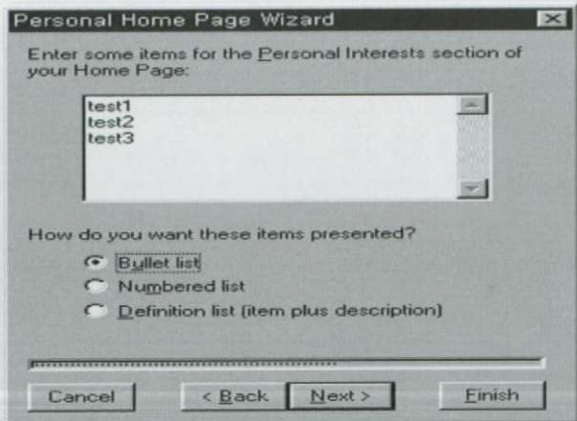 Personal Home Page Wizard
Enter some items for the Personal Interests section of
your Home Page:
test1
test2
test3
How do you want these items presented?
Bullet list
Numbered list
Definition list (item plus description)
Cancel
< Back
Next >
Finish